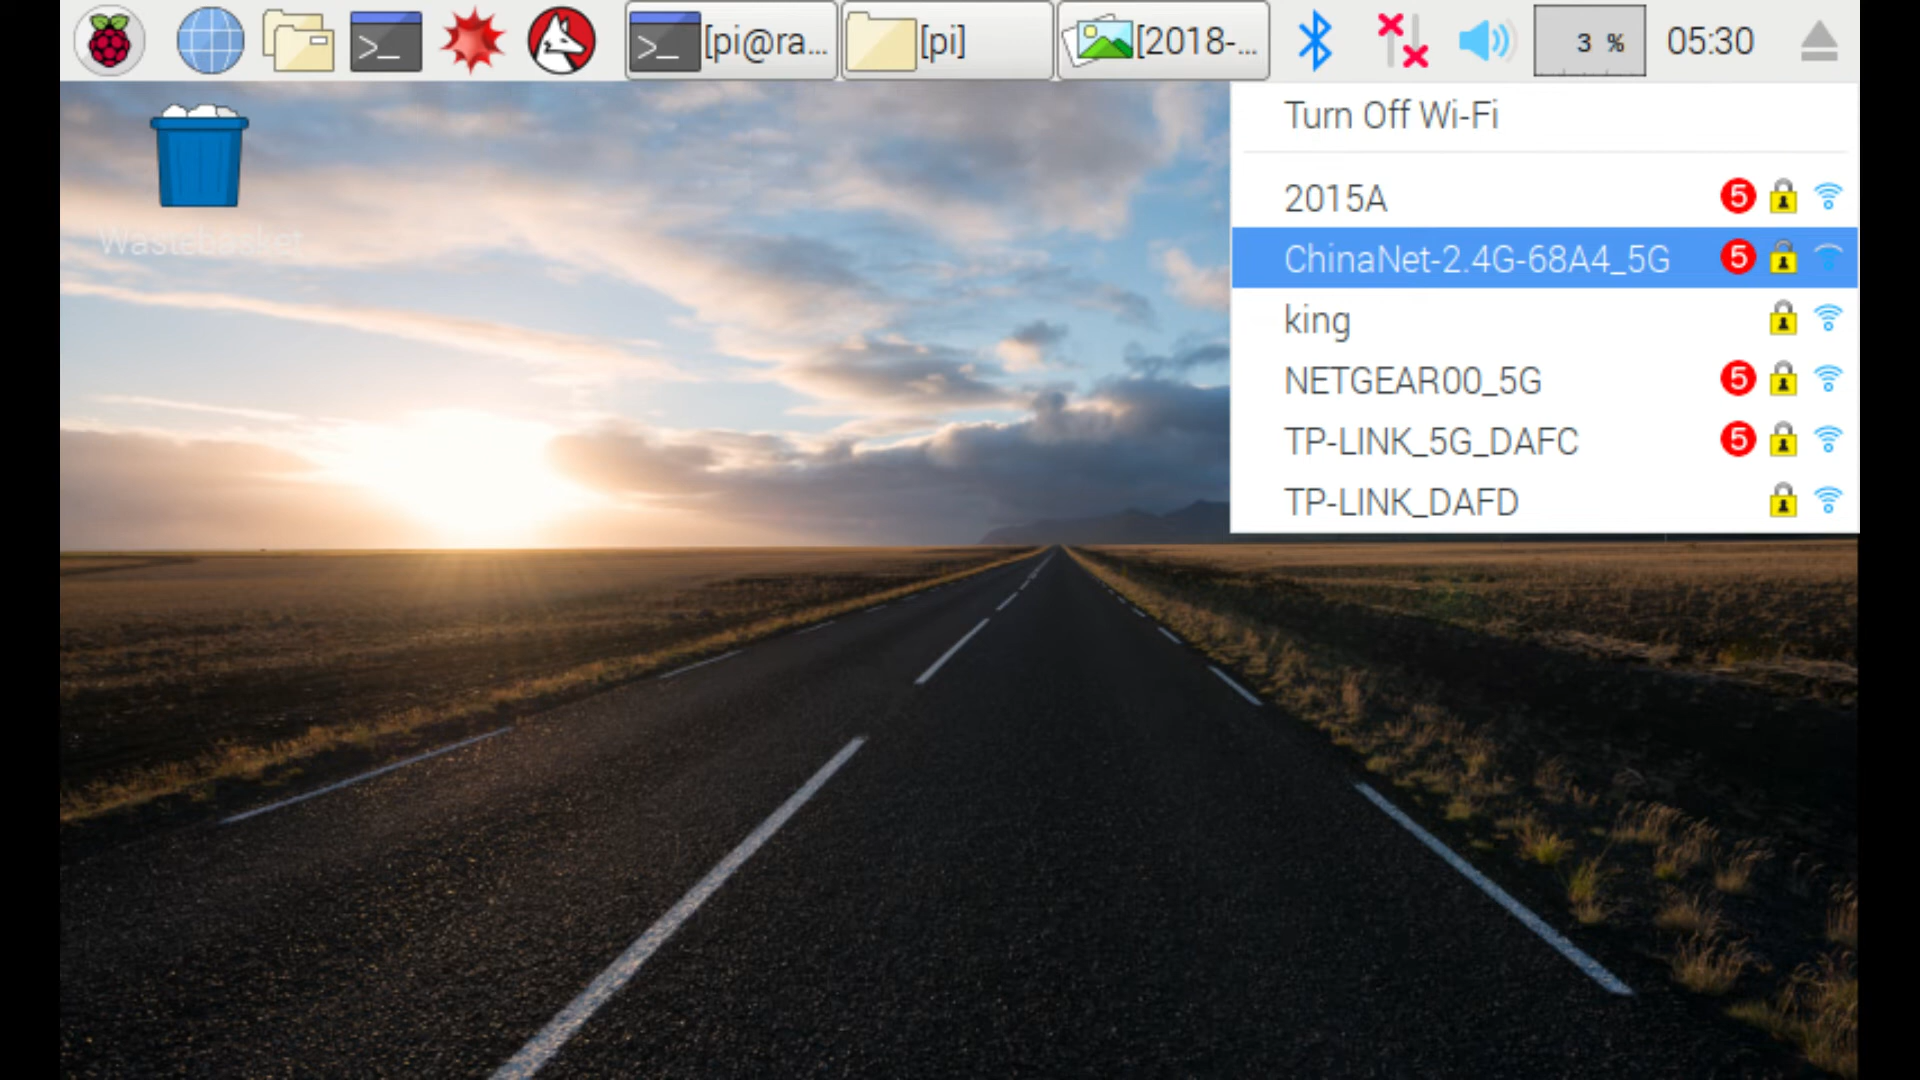 [pi@ra... [pi] [2018-... 3 % 05:30
Wastebasket
Turn Off Wi-Fi
2015A 5
ChinaNet-2.4G-68A4_5G 5
king
NETGEAR00_5G 5
TP-LINK_5G_DAFC 5
TP-LINK_DAFD